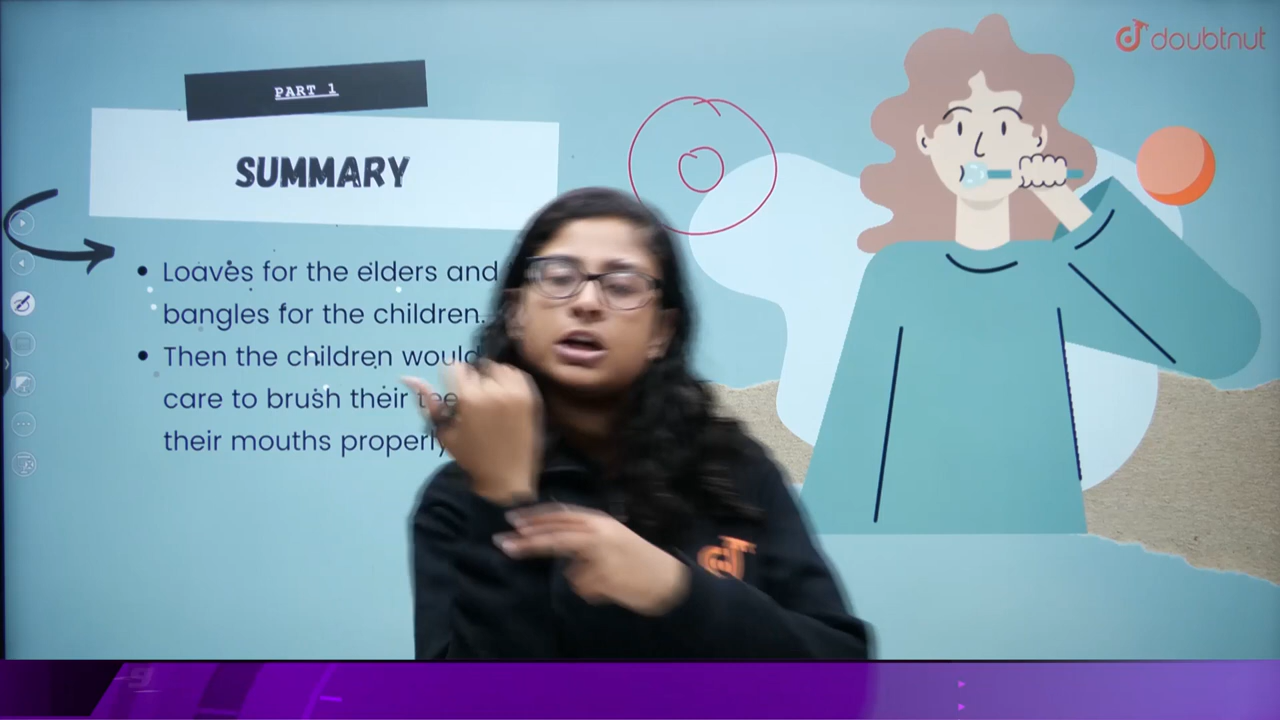 doubtnut
PART 1
SUMMARY
Loaves for the elders and
bangles for the children.
Then the children would
care to brush their
their mouths properly